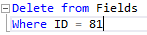 Delete from Fields
Where ID = 81